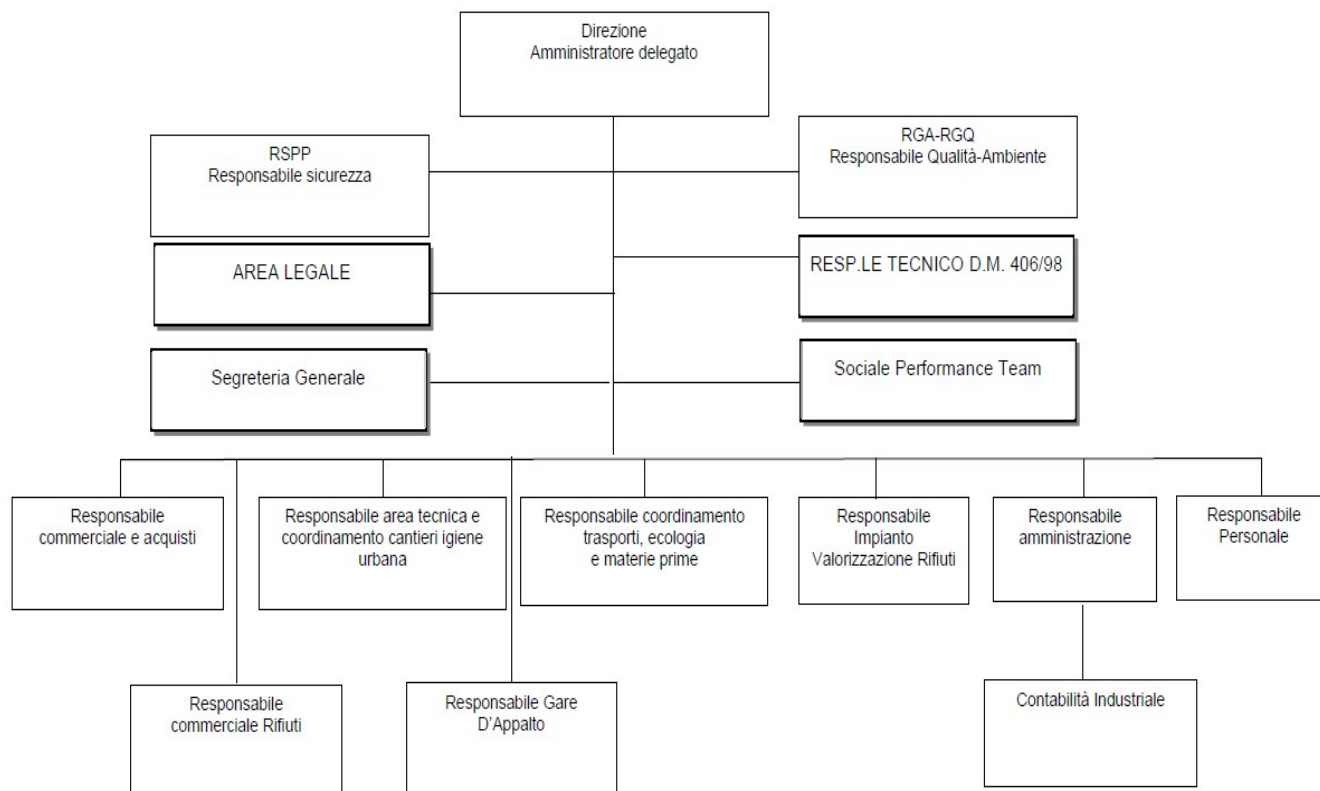 Direzione
Amministratore delegato
RSPP
Responsabile sicurezza
RGA-RGQ
Responsabile Qualità-Ambiente
AREA LEGALE
RESP.LE TECNICO D.M. 406/98
Segreteria Generale
Sociale Performance Team
Responsabile
commerciale e acquisti
Responsabile area tecnica e
coordinamento cantieri igiene
urbana
Responsabile coordinamento
trasporti, ecologia
e materie prime
Responsabile
Impianto
Valorizzazione Rifiuti
Responsabile
amministrazione
Responsabile
Personale
Responsabile
commerciale Rifiuti
Responsabile Gare
D'Appalto
Contabilità Industriale